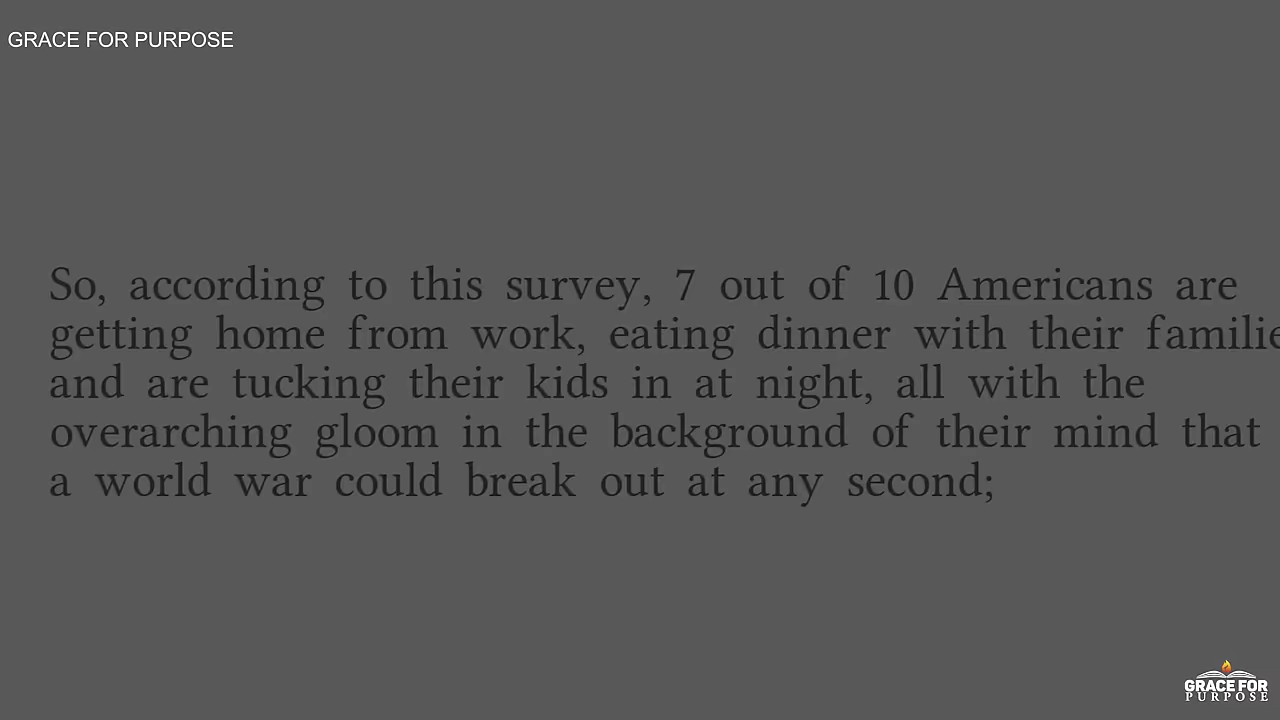 GRACE FOR PURPOSE
So, according to this survey, 7 out of 10 Americans are
getting home from work, eating dinner with their familie
and are tucking their kids in at night, all with the
overarching gloom in the background of their mind that
a world war could break out at any second;
GRACE FOR
PURPOSE